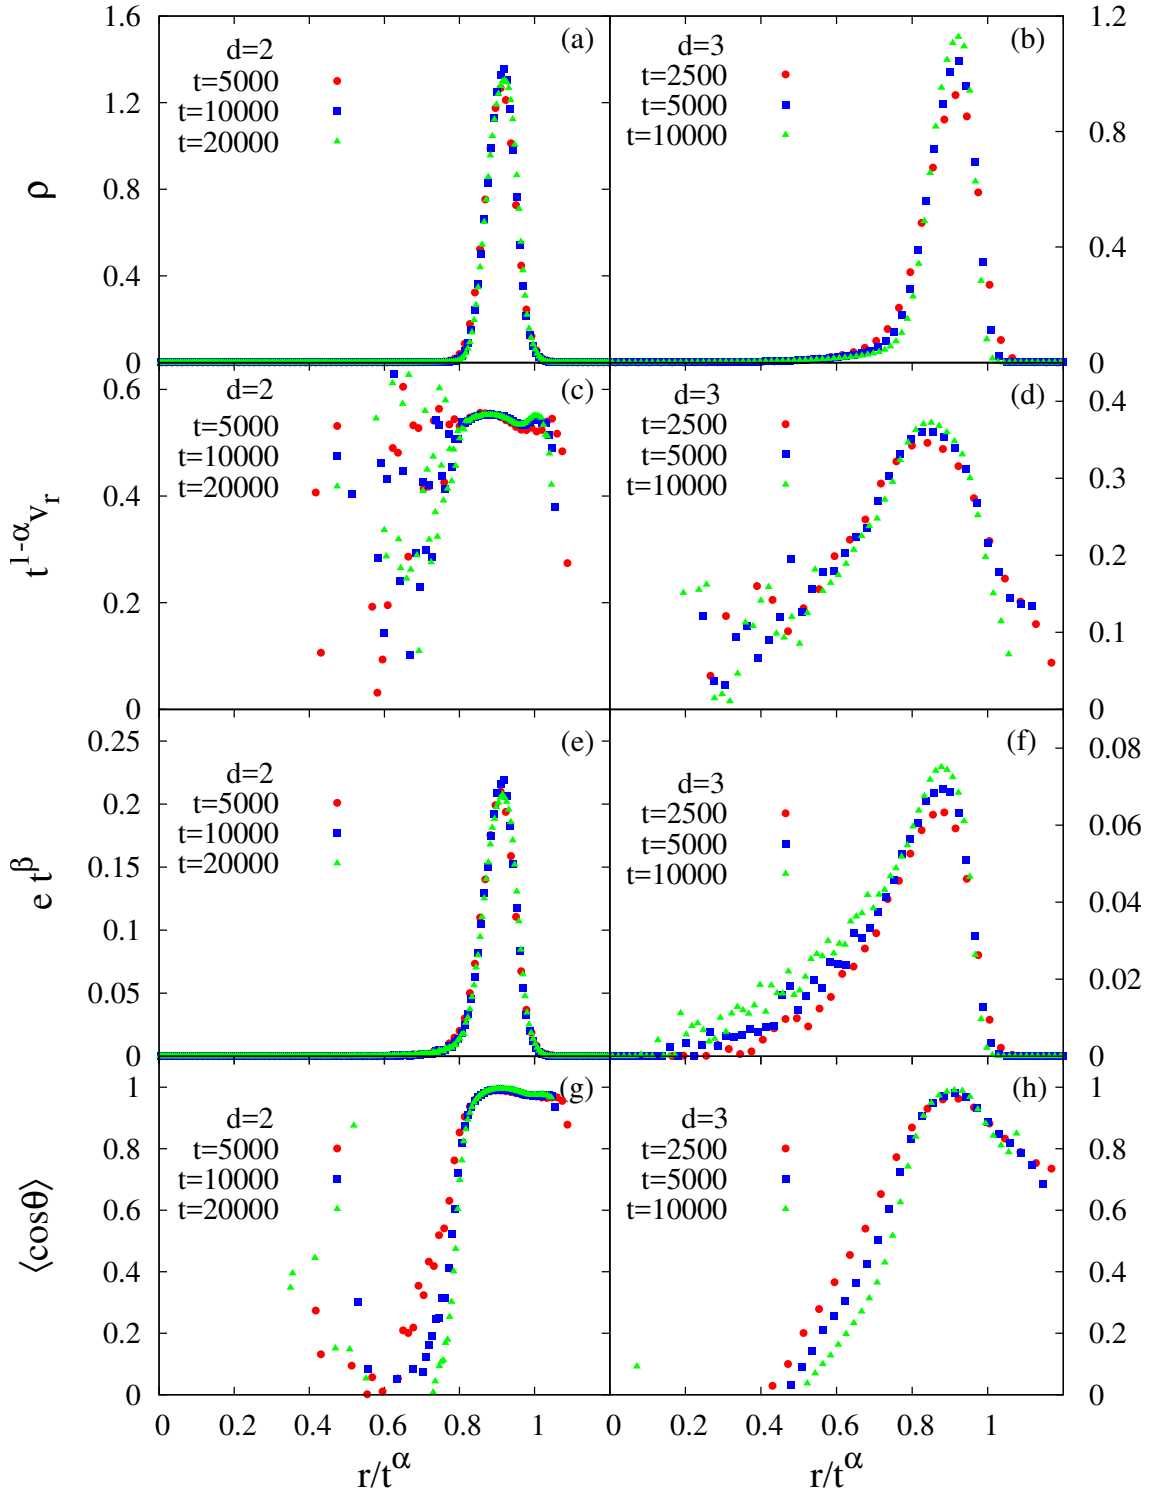 1.6
1.2
0.8
0.4
0
ρ
d=2
t=5000
t=10000
t=20000
(a)
d=3
t=2500
t=5000
t=10000
(b)
1.2
0.8
0.4
0
0.6
0.4
0.2
0
t^{1-α}v_r
d=2
t=5000
t=10000
t=20000
(c)
d=3
t=2500
t=5000
t=10000
(d)
0.4
0.3
0.2
0.1
0
0.25
0.2
0.15
0.1
0.05
0
e t^β
d=2
t=5000
t=10000
t=20000
(e)
d=3
t=2500
t=5000
t=10000
(f)
0.08
0.06
0.04
0.02
0
1
0.8
0.6
0.4
0.2
0
⟨cosθ⟩
d=2
t=5000
t=10000
t=20000
(g)
d=3
t=2500
t=5000
t=10000
(h)
1
0.8
0.6
0.4
0.2
0
0 0.2 0.4 0.6 0.8 1
0 0.2 0.4 0.6 0.8 1
r/t^α
r/t^α